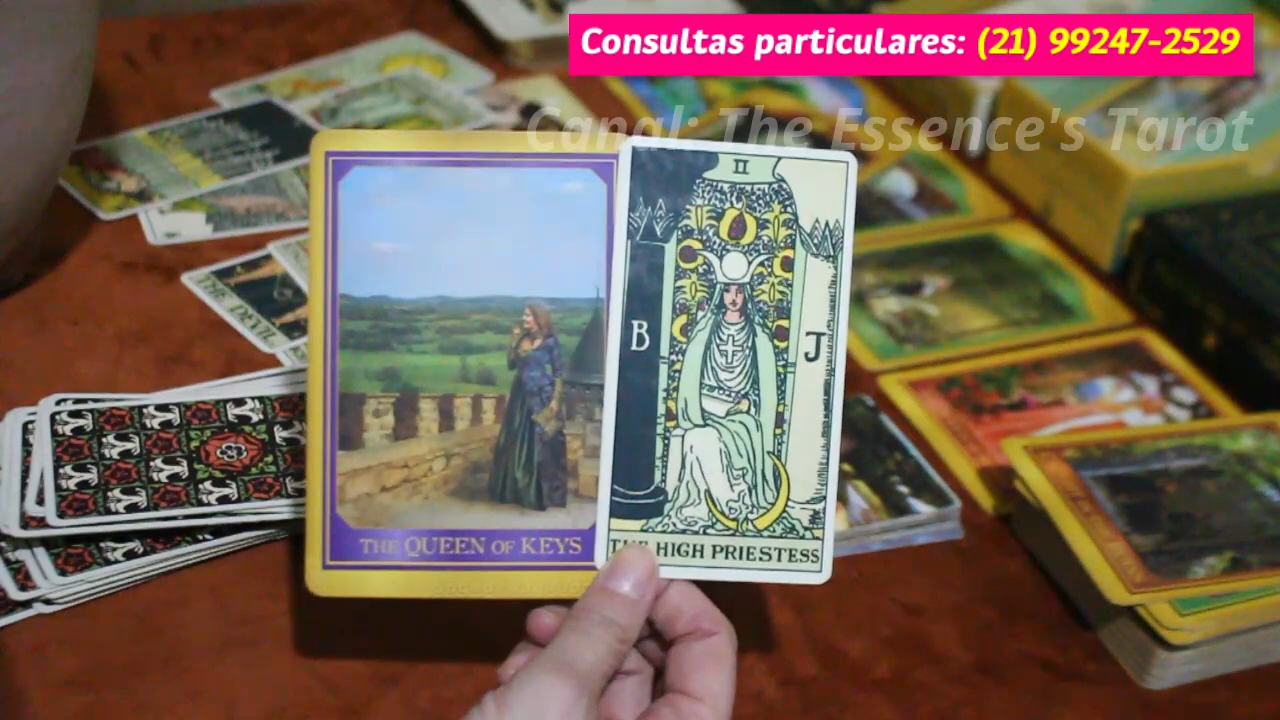 Consultas particulares: (21) 99247-2529
Canal: The Essence's Tarot
II
B
J
THE DEVIL
THE QUEEN OF KEYS
THE HIGH PRIESTESS